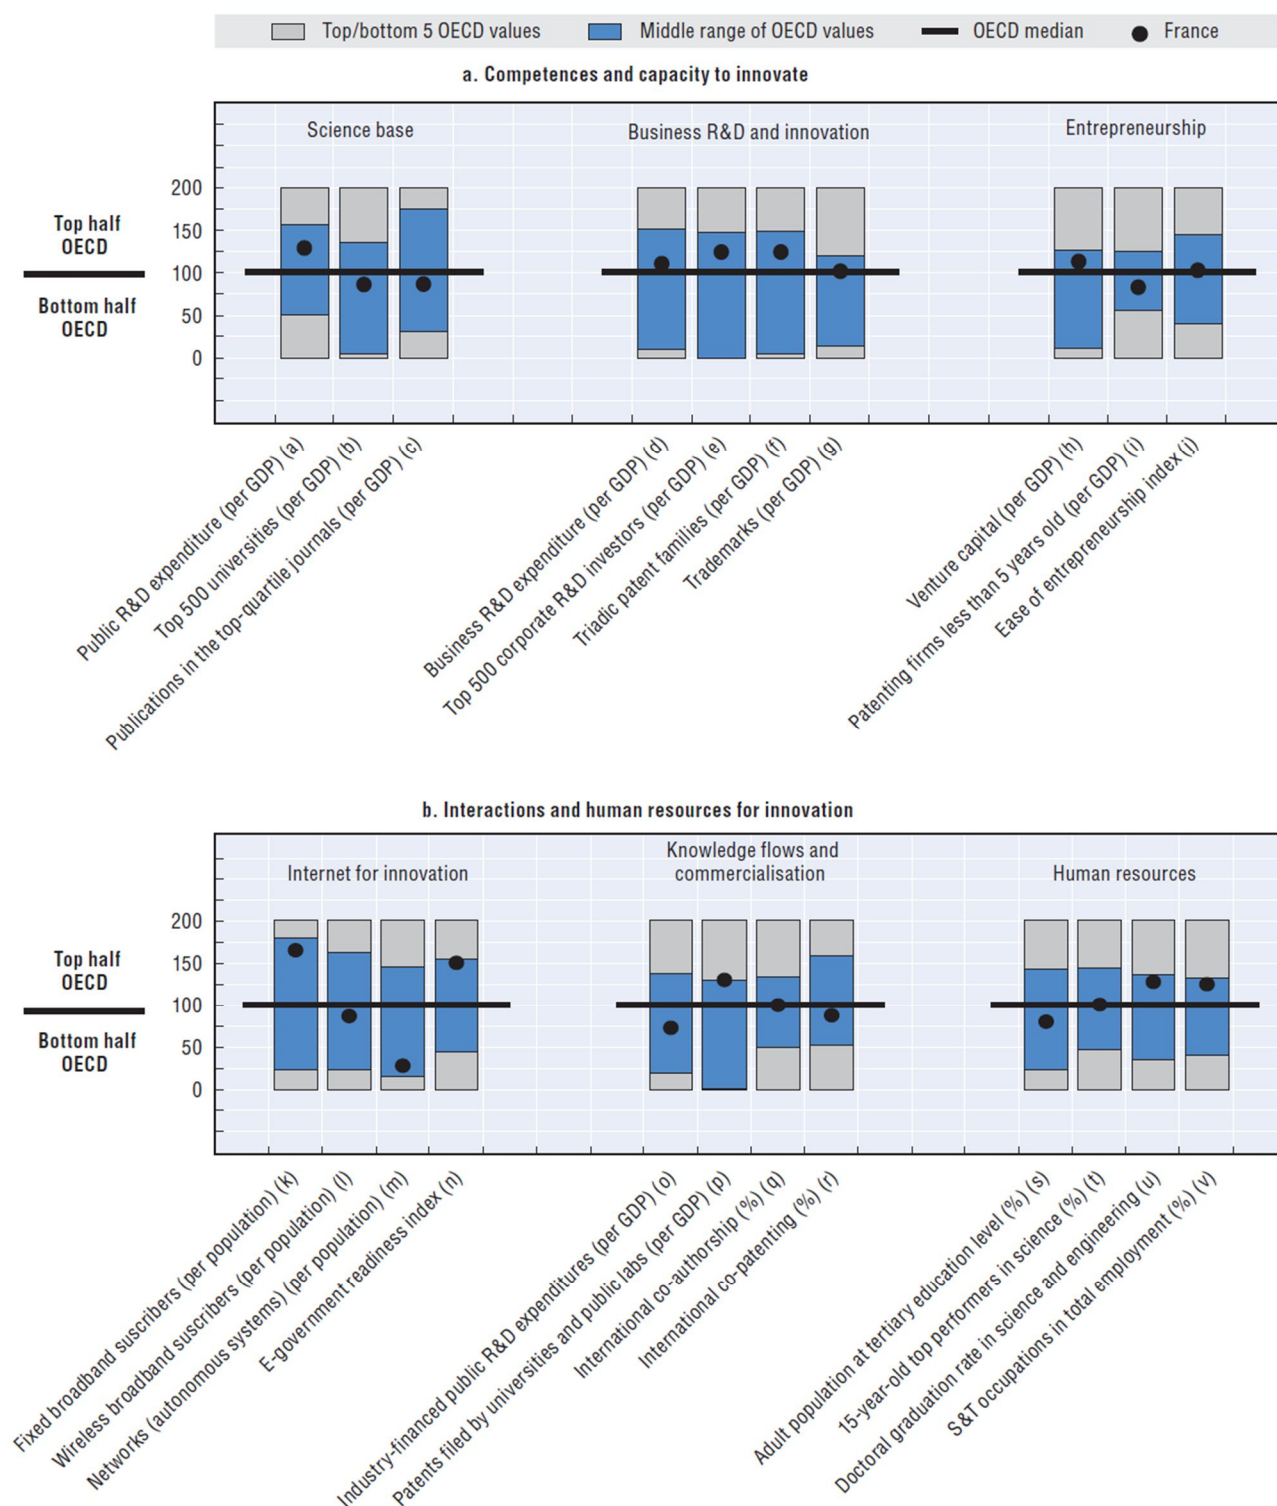 Top/bottom 5 OECD values Middle range of OECD values OECD median France
a. Competences and capacity to innovate
Science base Business R&D and innovation Entrepreneurship
200
150
100
50
0
Top half
OECD
Bottom half
OECD
Public R&D expenditure (per GDP) (a)
Top 500 universities (per GDP) (b)
Publications in the top-quartile journals (per GDP) (c)
Business R&D expenditure (per GDP) (d)
Top 500 corporate R&D investors (per GDP) (e)
Triadic patent families (per GDP) (f)
Trademarks (per GDP) (g)
Venture capital (per GDP) (h)
Patenting firms less than 5 years old (per GDP) (i)
Ease of entrepreneurship index (j)
b. Interactions and human resources for innovation
Internet for innovation
Knowledge flows and
commercialisation
Human resources
200
150
100
50
0
Top half
OECD
Bottom half
OECD
Fixed broadband suscribers (per population) (k)
Wireless broadband suscribers (per population) (l)
Networks (autonomous systems) (per population) (m)
E-government readiness index (n)
Industry-financed public R&D expenditures (per GDP) (o)
Patents filed by universities and public labs (per GDP) (p)
International co-authorship (%) (q)
International co-patenting (%) (r)
Adult population at tertiary education level (%) (s)
15-year-old top performers in science (%) (t)
Doctoral graduation rate in science and engineering (u)
S&T occupations in total employment (%) (v)